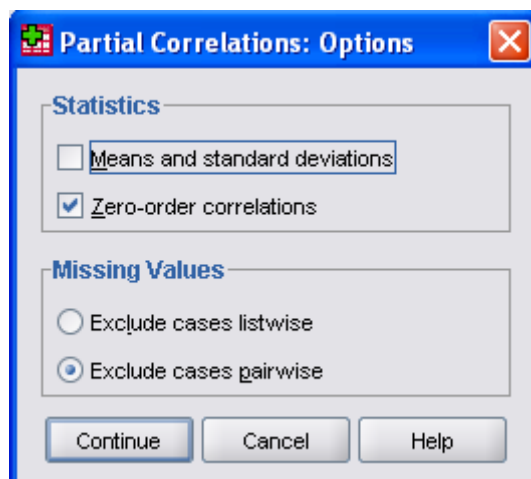 Partial Correlations: Options
Statistics
Means and standard deviations
Zero-order correlations
Missing Values
Exclude cases listwise
Exclude cases pairwise
Continue Cancel Help